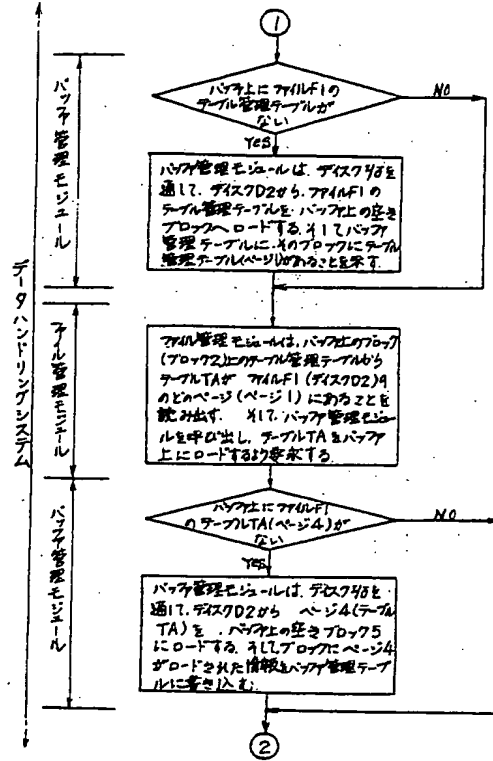 1
バッファ上にファイルF1の
テーブル管理テーブルが
ない
NO
YES
バッファ管理モジュールは、ディスクI/Oを
通して、ディスクD2から、ファイルF1の
テーブル管理テーブルを、バッファ上の空き
ブロックへロードする。そしてバッファ
管理テーブルに、そのブロックにテーブル
管理テーブル(ページ1)があることを示す。
バッファ管理モジュール
データハンドリングシステム
ファイル管理モジュール
ファイル管理モジュールは、バッファ上のブロック
(ブロック2)上のテーブル管理テーブルから
テーブルTAが ファイルF1(ディスクD2)中
のどのページ(ページ1)にあることを
読み出す。 そして、バッファ管理モジュー
ルを呼び出し、テーブルTAをバッファ
上にロードするよう要求する。
バッファ上にファイルF1
のテーブルTA(ページ4)が
ない
NO
YES
バッファ管理モジュール
バッファ管理モジュールは、ディスクI/Oを
通して、ディスクD2から ページ4(テーブル
TA)を 、バッファ上の空きブロック5
にロードする。そしてブロックにページ4
がロードされた情報をバッファ管理テーブ
ルに書き込む。
2